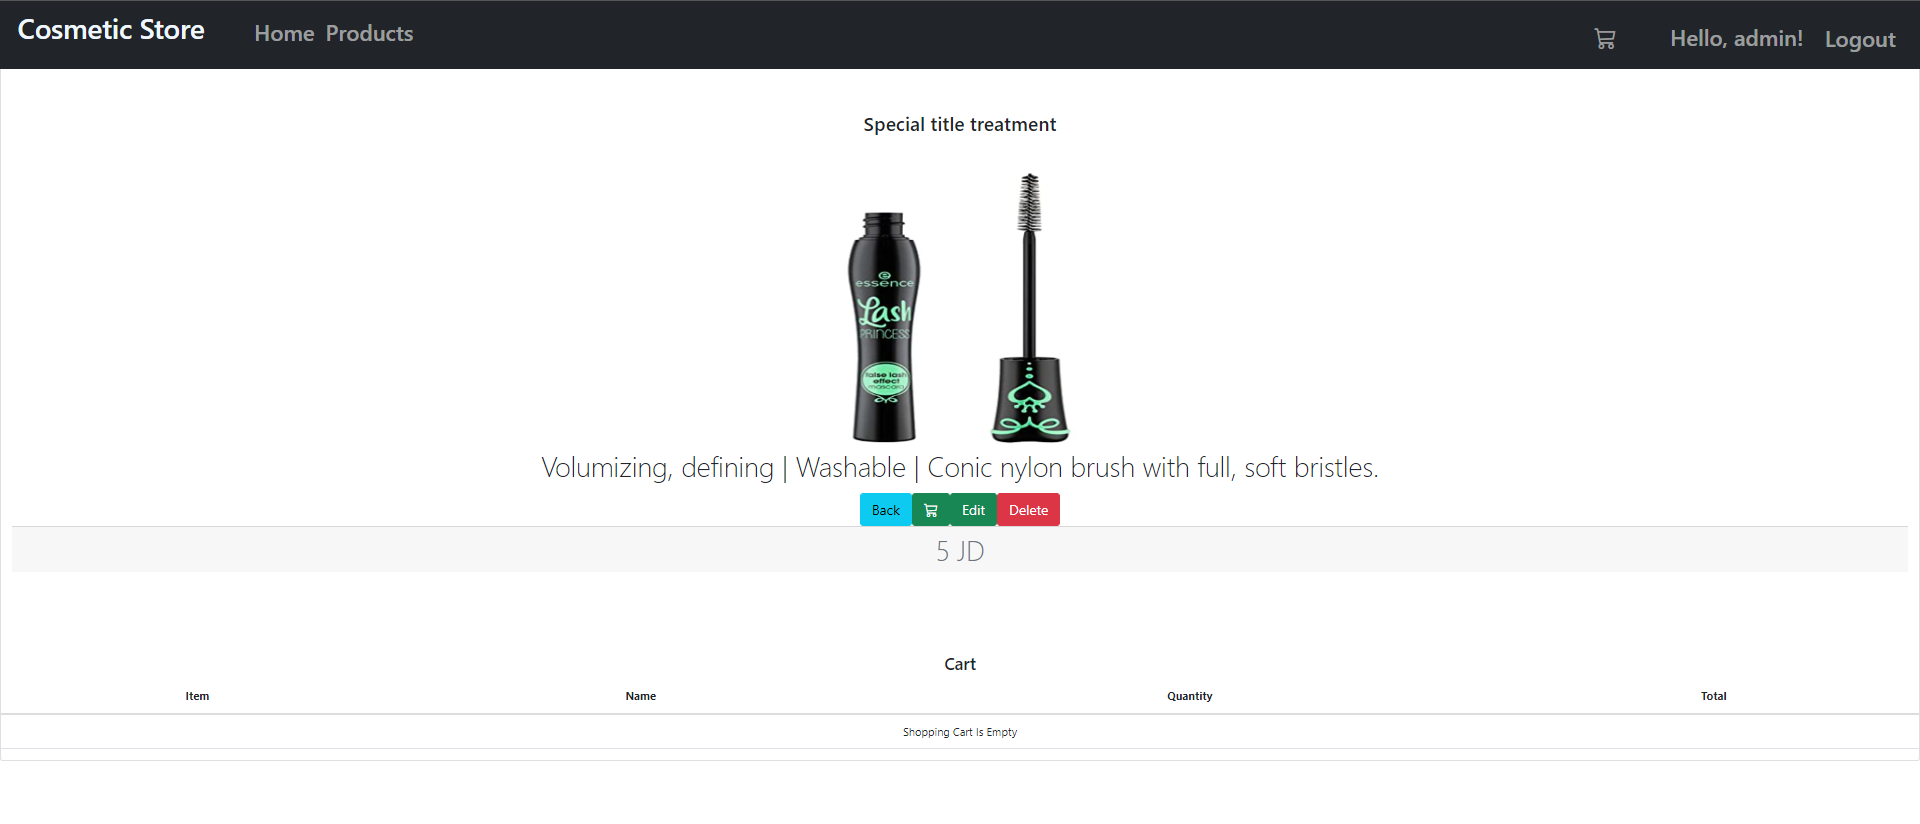 Cosmetic Store Home Products Hello, admin! Logout
Special title treatment
essence
Lash
PRINCESS
false lash
effect
mascara
Volumizing, defining | Washable | Conic nylon brush with full, soft bristles.
Back Edit Delete
5 JD
Cart
Item Name Quantity Total
Shopping Cart Is Empty